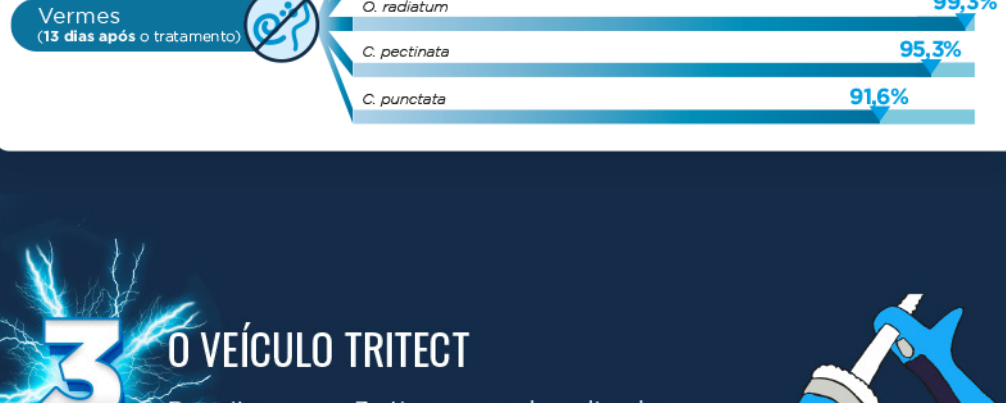 O. radiatum
99,3%
Vermes
(13 dias após o tratamento)
C. pectinata
95,3%
C. punctata
91,6%
3
O VEÍCULO TRITECT